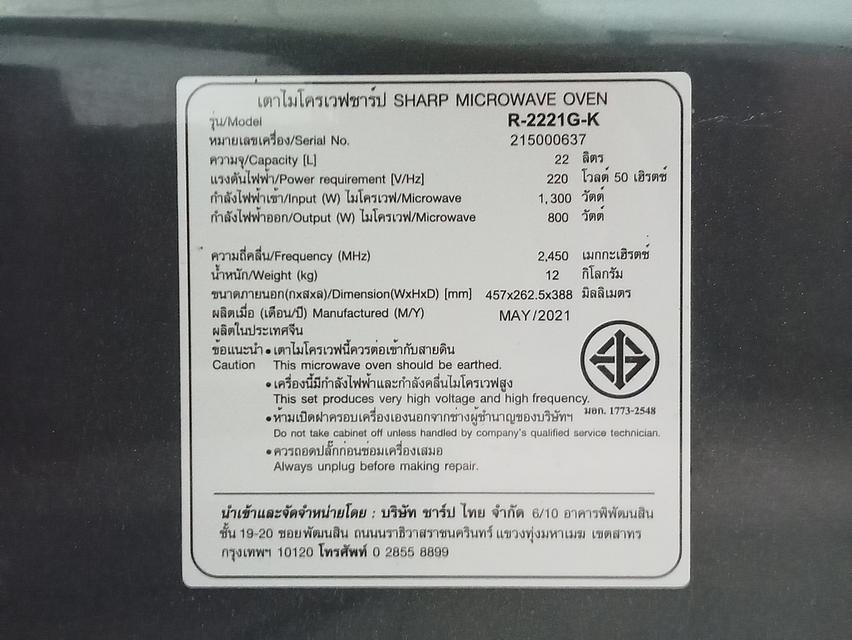 เตาไมโครเวฟชาร์ป SHARP MICROWAVE OVEN
รุ่น/Model R-2221G-K
หมายเลขเครื่อง/Serial No. 215000637
ความจุ/Capacity [L] 22 ลิตร
แรงดันไฟฟ้า/Power requirement [V/Hz] 220 โวลต์ 50 เฮิรตซ์
กำลังไฟฟ้าเข้า/Input (W) ไมโครเวฟ/Microwave 1,300 วัตต์
กำลังไฟฟ้าออก/Output (W) ไมโครเวฟ/Microwave 800 วัตต์
ความถี่คลื่น/Frequency (MHz) 2,450 เมกกะเฮิรตซ์
น้ำหนัก/Weight (kg) 12 กิโลกรัม
ขนาดภายนอก(กxสxล)/Dimension(WxHxD) [mm] 457x262.5x388 มิลลิเมตร
ผลิตเมื่อ (เดือน/ปี) Manufactured (M/Y) MAY/2021
ผลิตในประเทศจีน
ข้อแนะนำ • เตาไมโครเวฟนี้ควรต่อเข้ากับสายดิน
Caution This microwave oven should be earthed.
• เครื่องนี้มีกำลังไฟฟ้าและกำลังคลื่นไมโครเวฟสูง
This set produces very high voltage and high frequency.
มอก. 1773-2548
• ห้ามเปิดฝาครอบเครื่องเองนอกจากช่างผู้ชำนาญของบริษัทฯ
Do not take cabinet off unless handled by company's qualified service technician.
• ควรถอดปลั๊กก่อนซ่อมเครื่องเสมอ
Always unplug before making repair.
นำเข้าและจัดจำหน่ายโดย : บริษัท ชาร์ป ไทย จำกัด 6/10 อาคารพิพัฒนสิน
ชั้น 19-20 ซอยพัฒนสิน ถนนนราธิวาสราชนครินทร์ แขวงทุ่งมหาเมฆ เขตสาทร
กรุงเทพฯ 10120 โทรศัพท์ 0 2855 8899